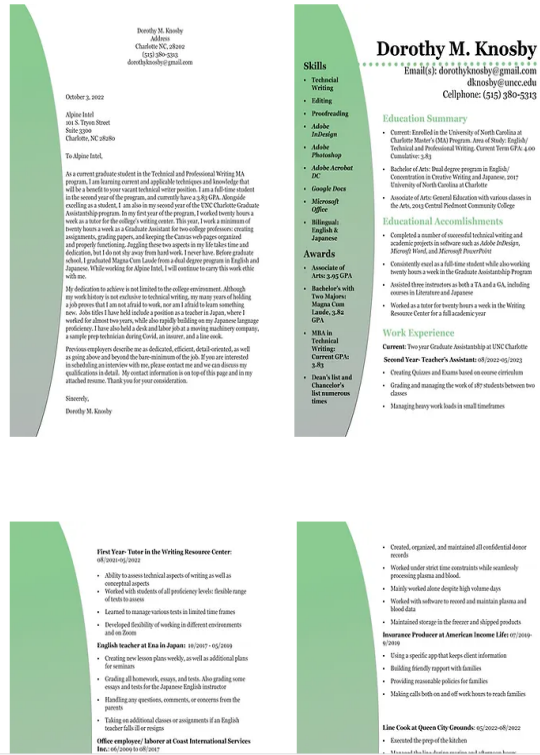 Dorothy M. Knosby
Address
Charlotte NC, 28202
(515) 380-5313
dorothyknosby@gmail.com
October 3, 2022
Alpine Intel
101 S. Tryon Street
Suite 3300
Charlotte, NC 28280
To Alpine Intel,
As a current graduate student in the Technical and Professional Writing MA
program, I am learning current and applicable techniques and knowledge that
will be a benefit to your vacant technical writer position. I am a full-time student
in the second year of the program, and currently have a 3.83 GPA. Alongside
excelling as a student, I am also in my second year of the UNC Charlotte Graduate
Assistantship program. In my first year of the program, I worked twenty hours
a week as a tutor for the college writing center. This year, I work a minimum of
twenty hours a week as a Graduate Assistant for two college professors: creating
assignments, grading papers, and keeping the Canvas web pages organized
and properly functioning. Juggling these two aspects in my life takes time and
dedication, but I do not shy away from hard work. I never have. Before graduate
school, I graduated Magna Cum Laude from a dual degree program in English and
Japanese. While working for Alpine Intel, I will continue to carry this work ethic
with me.
My dedication to achieve is not limited to the college environment. Although
my work history is not exclusive to technical writing, my many years of holding
a job proves that I am not afraid to work, nor am I afraid to learn something
new. Jobs titles I have held include a position as a teacher in Japan, where I
worked for almost two years, while also rapidly building on my Japanese language
proficiency. I have also held a desk and labor job at a moving machinery company,
a sample prep technician during Covid, an insurer, and a line cook.
Previous employers describe me as dedicated, efficient, detail-oriented, as well
as going above and beyond the bare-minimum of the job. If you are interested
in scheduling an interview with me, please contact me and we can discuss my
qualifications in detail. My contact information is on top of this page and in my
attached resume. Thank you for your consideration.
Sincerely,
Dorothy M. Knosby
Dorothy M. Knosby
Email(s): dorothyknosby@gmail.com
dknosby@uncc.edu
Cellphone: (515) 380-5313
Skills
• Techncial
Writing
• Editing
• Proofreading
• Adobe
InDesign
• Adobe
Photoshop
• Adobe Acrobat
DC
• Google Docs
• Microsoft
Office
• Bilingual:
English &
Japanese
Awards
• Associate of
Arts: 3.95 GPA
• Bachelor's with
Two Majors:
Magna Cum
Laude, 3.82
GPA
• MBA in
Technical
Writing:
Current GPA:
3.83
• Dean's list and
Chancelor's
list numerous
times
Education Summary
• Current: Enrolled in the University of North Carolina at
Charlotte Master's (MA) Program. Area of Study: English/
Technical and Professional Writing. Current Term GPA: 4.00
Cumulative: 3.83
• Bachelor of Arts: Dual degree program in English/
Concentration in Creative Writing and Japanese, 2017
University of North Carolina at Charlotte
• Associate of Arts: General Education with various classes in
the Arts, 2013 Central Piedmont Community College
Educational Accomlishments
• Completed a number of successful technical writing and
academic projects in software such as Adobe InDesign,
Microsoft Word, and Microsoft PowerPoint
• Consistently excel as a full-time student while also working
twenty hours a week in the Graduate Assistantship Program
• Assisted three instructors as both a TA and a GA, including
courses in Literature and Japanese
• Worked as a tutor for twenty hours a week in the Writing
Resource Center for a full academic year
Work Experience
Current: Two year Graduate Assistantship at UNC Charlotte
Second Year- Teacher's Assistant: 08/2022-05/2023
• Creating Quizzes and Exams based on course cirriculum
• Grading and managing the work of 187 students between two
classes
• Managing heavy work loads in small timeframes
First Year- Tutor in the Writing Resource Center:
08/2021-05/2022
• Ability to assess technical aspects of writing as well as
conceptual aspects
• Worked with students of all proficiency levels: flexible range
of texts to assess
• Learned to manage various texts in limited time frames
• Developed flexibility of working in different environments
and on Zoom
English teacher at Ena in Japan: 10/2017 - 05/2019
• Creating new lesson plans weekly, as well as additional plans
for seminars
• Grading all homework, essays, and tests. Also grading some
essays and tests for the Japanese English instructor
• Handling any questions, comments, or concerns from the
parents
• Taking on additional classes or assignments if an English
teacher falls ill or resigns
Office employee/ laborer at Coast International Services
Inc.: 06/2009 to 08/2017
• Created, organized, and maintained all confidential donor
records
• Worked under strict time constraints while seamlessly
processing plasma and blood.
• Mainly worked alone despite high daily volumes
• Worked with software to record and maintain plasma and
blood data
• Maintained storage in the freezer and shipped products
Insurance Producer at American Income Life: 07/2019-
9/2019
• Using a specific app that keeps client information
• Building friendly rapport with families
• Providing reasonable policies for families
• Making calls both on and off work hours to reach families
Line Cook at Queen City Grounds: 05/2022-08/2022
• Executed the prep of the kitchen